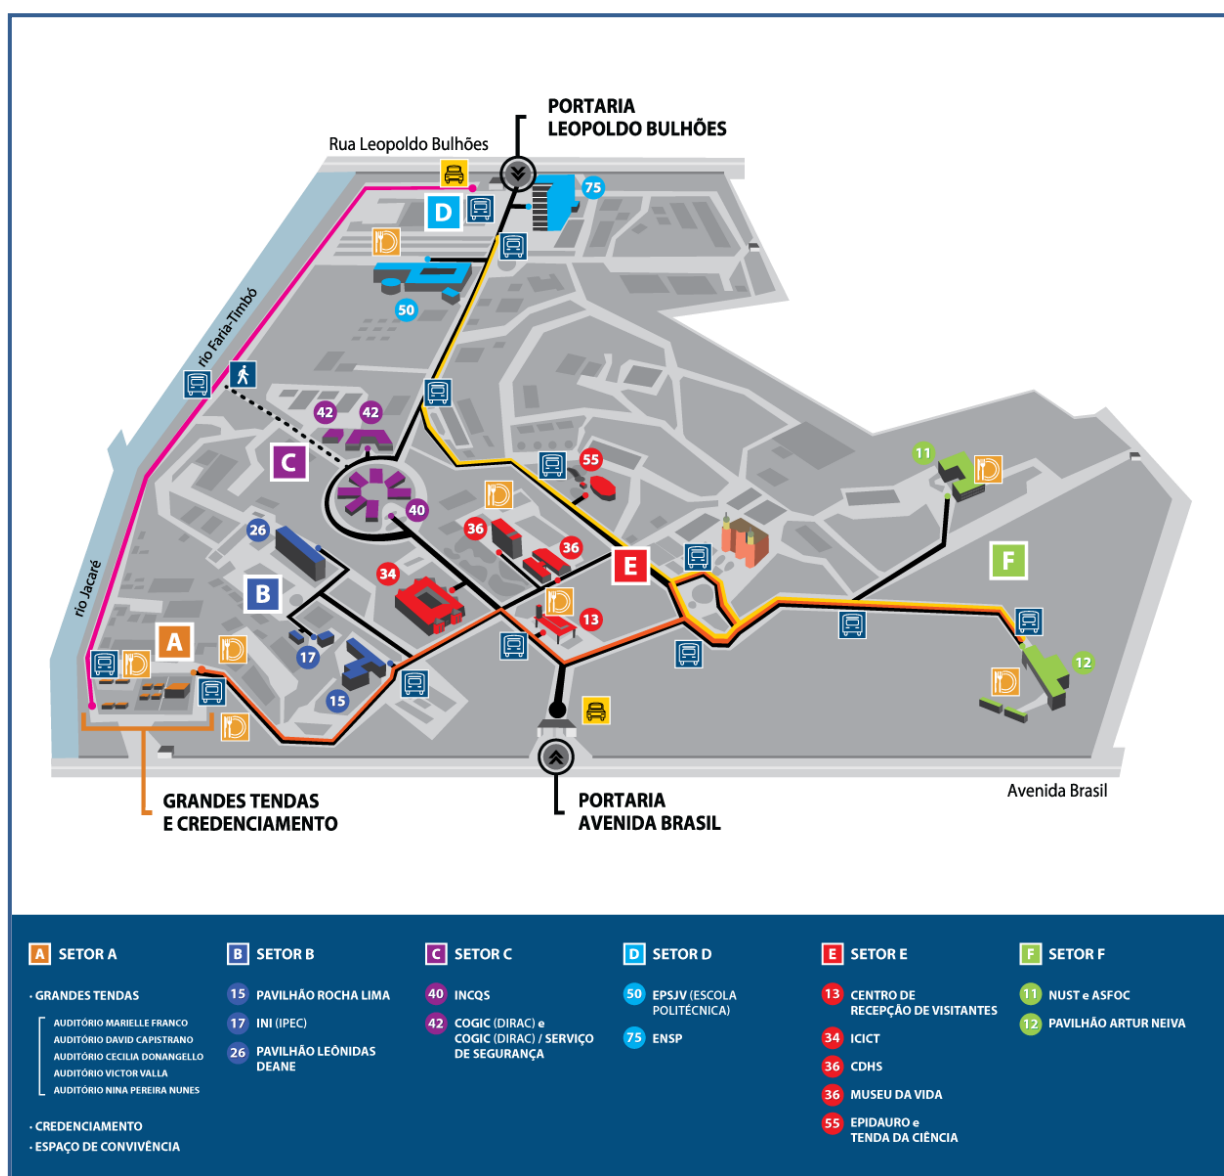 PORTARIA
LEOPOLDO BULHÕES
Rua Leopoldo Bulhões
75
D
50
rio Faria-Timbó
42
42
C
55
11
40
26
36
36
E
F
34
B
rio Jacaré
13
A
17
12
15
GRANDES TENDAS
E CREDENCIAMENTO
PORTARIA
AVENIDA BRASIL
Avenida Brasil
A SETOR A
· GRANDES TENDAS
AUDITÓRIO MARIELLE FRANCO
AUDITÓRIO DAVID CAPISTRANO
AUDITÓRIO CECILIA DONANGELLO
AUDITÓRIO VICTOR VALLA
AUDITÓRIO NINA PEREIRA NUNES
· CREDENCIAMENTO
· ESPAÇO DE CONVIVÊNCIA
B SETOR B
15 PAVILHÃO ROCHA LIMA
17 INI (IPEC)
26 PAVILHÃO LEÔNIDAS
DEANE
C SETOR C
40 INCQS
42 COGIC (DIRAC) e
COGIC (DIRAC) / SERVIÇO
DE SEGURANÇA
D SETOR D
50 EPSJV (ESCOLA
POLITÉCNICA)
75 ENSP
E SETOR E
13 CENTRO DE
RECEPÇÃO DE VISITANTES
34 ICICT
36 CDHS
36 MUSEU DA VIDA
55 EPIDAURO e
TENDA DA CIÊNCIA
F SETOR F
11 NUST e ASFOC
12 PAVILHÃO ARTUR NEIVA